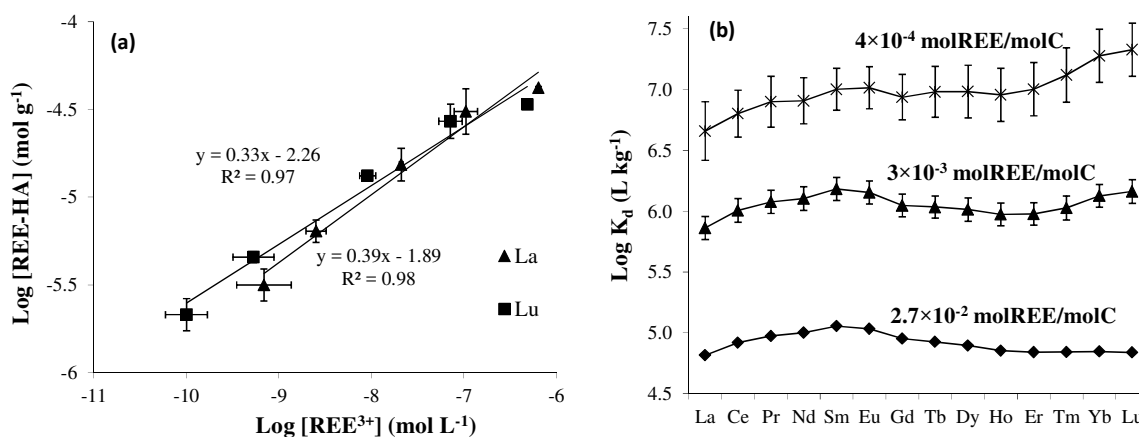 (a)
Log [REE-HA] (mol g⁻¹)
-4
-4.5
-5
-5.5
-6
y = 0.33x - 2.26
R² = 0.97
y = 0.39x - 1.89
R² = 0.98
La
Lu
-11 -10 -9 -8 -7 -6
Log [REE³⁺] (mol L⁻¹)
(b)
Log K_d (L kg⁻¹)
7.5
7.0
6.5
6.0
5.5
5.0
4.5
4×10⁻⁴ molREE/molC
3×10⁻³ molREE/molC
2.7×10⁻² molREE/molC
La Ce Pr Nd Sm Eu Gd Tb Dy Ho Er Tm Yb Lu